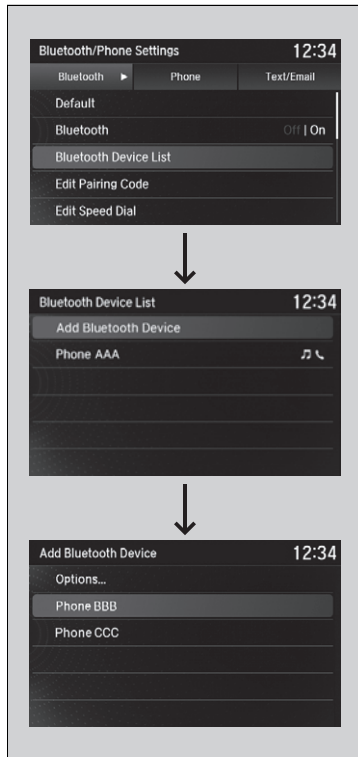 Bluetooth/Phone Settings 12:34
Bluetooth Phone Text/Email
Default
Bluetooth Off | On
Bluetooth Device List
Edit Pairing Code
Edit Speed Dial
Bluetooth Device List 12:34
Add Bluetooth Device
Phone AAA
Add Bluetooth Device 12:34
Options...
Phone BBB
Phone CCC